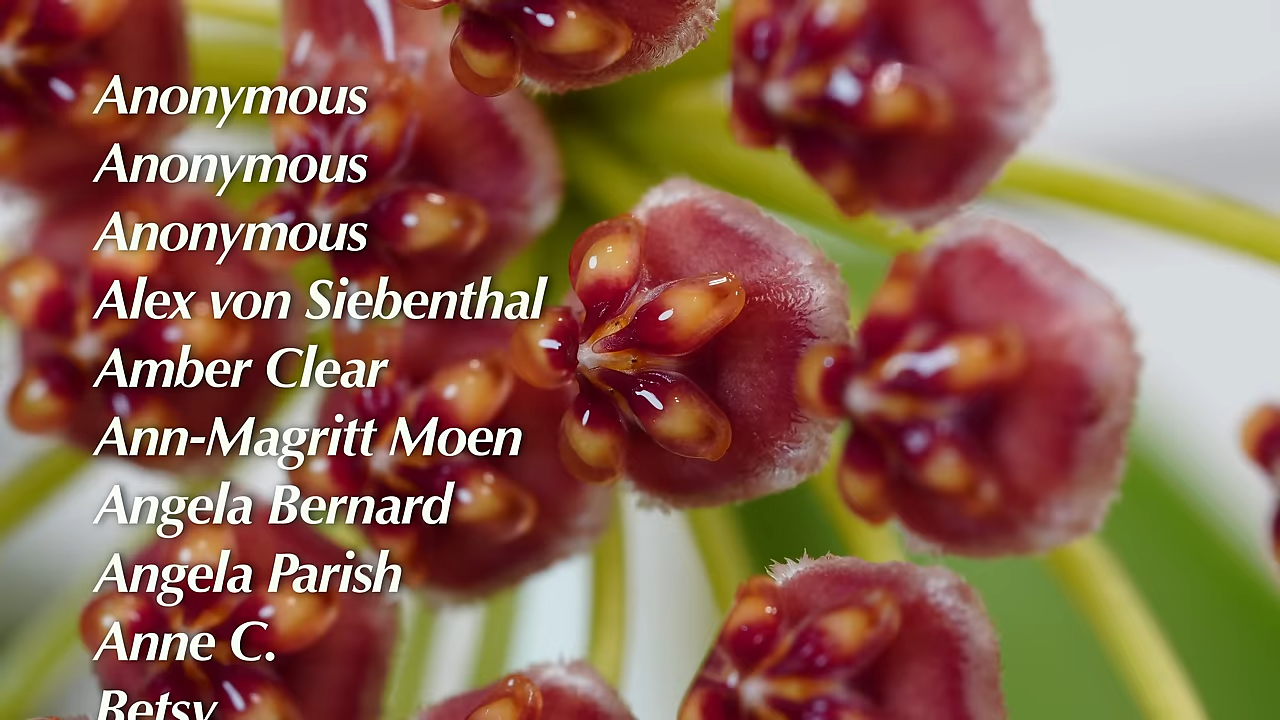 Anonymous
Anonymous
Anonymous
Alex von Siebenthal
Amber Clear
Ann-Magritt Moen
Angela Bernard
Angela Parish
Anne C.
Betsy